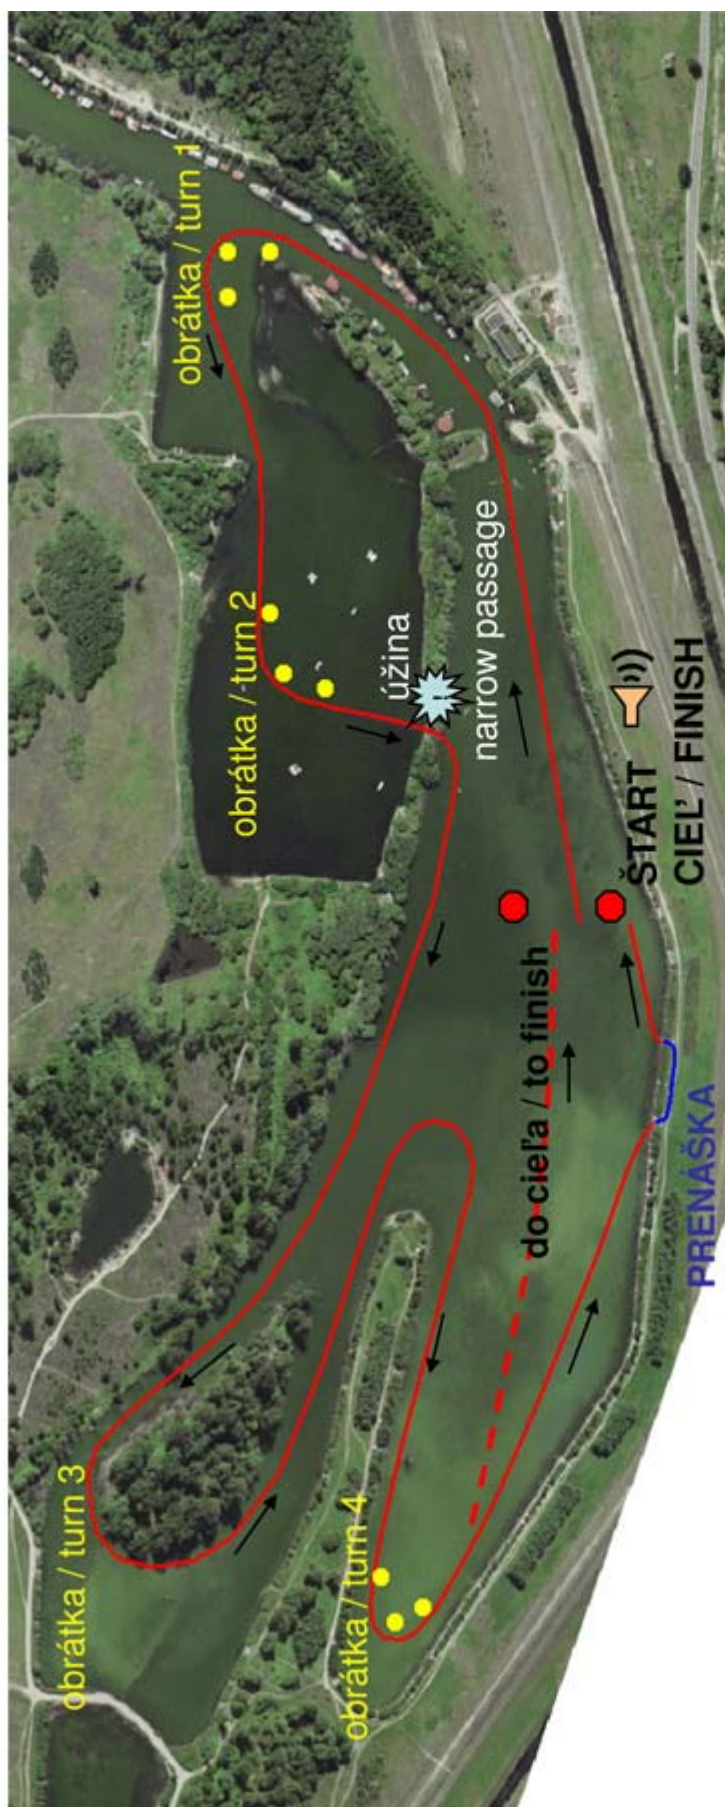 obrátka / turn 1
obrátka / turn 2
úžina
narrow passage
ŠTART
CIEĽ / FINISH
do cieľa / to finish
PRENÁŠKA
obrátka / turn 3
obrátka / turn 4